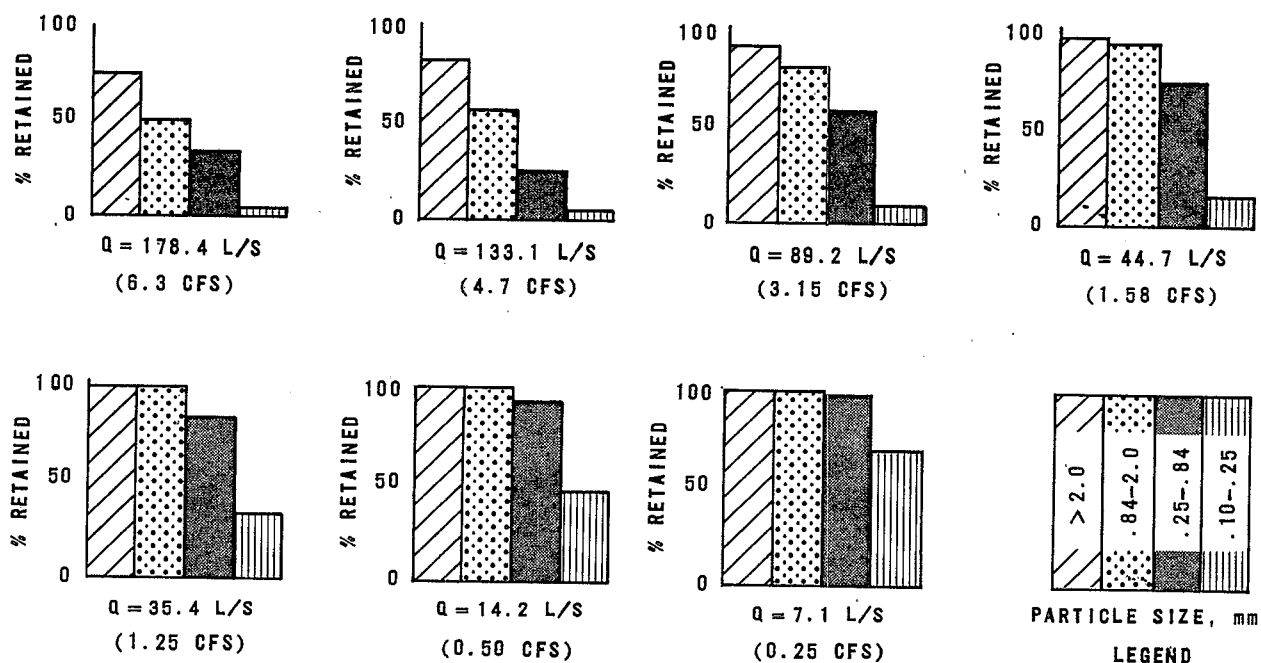 100
50
0
% RETAINED
Q = 178.4 L/S
(6.3 CFS)
100
50
0
% RETAINED
Q = 133.1 L/S
(4.7 CFS)
100
50
0
% RETAINED
Q = 89.2 L/S
(3.15 CFS)
100
50
0
% RETAINED
Q = 44.7 L/S
(1.58 CFS)
100
50
0
% RETAINED
Q = 35.4 L/S
(1.25 CFS)
100
50
0
% RETAINED
Q = 14.2 L/S
(0.50 CFS)
100
50
0
% RETAINED
Q = 7.1 L/S
(0.25 CFS)
> 2.0
.84-2.0
.25-.84
.10-.25
PARTICLE SIZE, mm
LEGEND